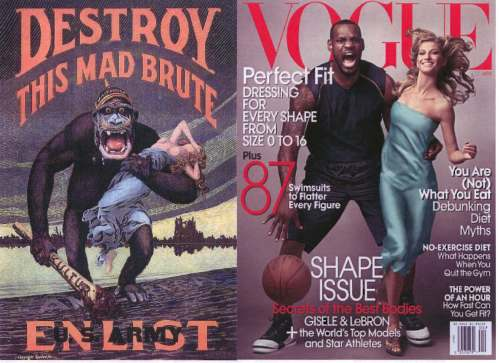 DESTROY
THIS MAD BRUTE
KULTUR
ENLIST
U.S. ARMY
VOGUE
Perfect Fit
DRESSING
FOR
EVERY SHAPE
FROM
SIZE 0 TO 16
Plus
87
Swimsuits
to Flatter
Every Figure
You Are
(Not)
What You Eat
Debunking
Diet
Myths
NO-EXERCISE DIET
What Happens
When You
Quit the Gym
THE POWER
OF AN HOUR
How Fast Can
You Get Fit?
SHAPE
ISSUE
Secrets of the Best Bodies
GISELE & LEBRON
+ the World's Top Models
and Star Athletes